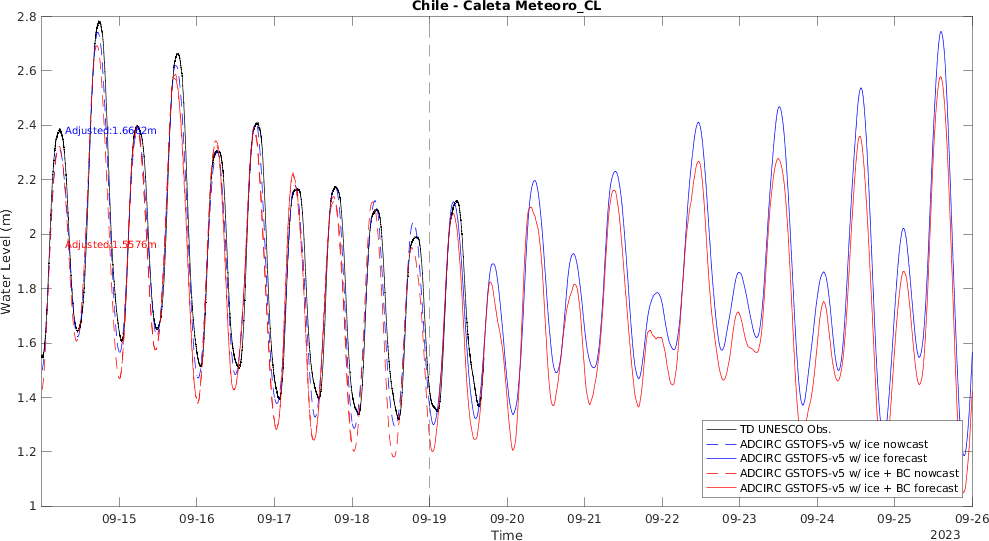 Chile - Caleta Meteoro_CL
2.8
2.6
2.4
2.2
2
1.8
1.6
1.4
1.2
1
Water Level (m)
Adjusted:1.6682m
Adjusted:1.5576m
TD UNESCO Obs.
ADCIRC GSTOFS-v5 w/ ice nowcast
ADCIRC GSTOFS-v5 w/ ice forecast
ADCIRC GSTOFS-v5 w/ ice + BC nowcast
ADCIRC GSTOFS-v5 w/ ice + BC forecast
09-15 09-16 09-17 09-18 09-19 09-20 09-21 09-22 09-23 09-24 09-25 09-26
Time
2023